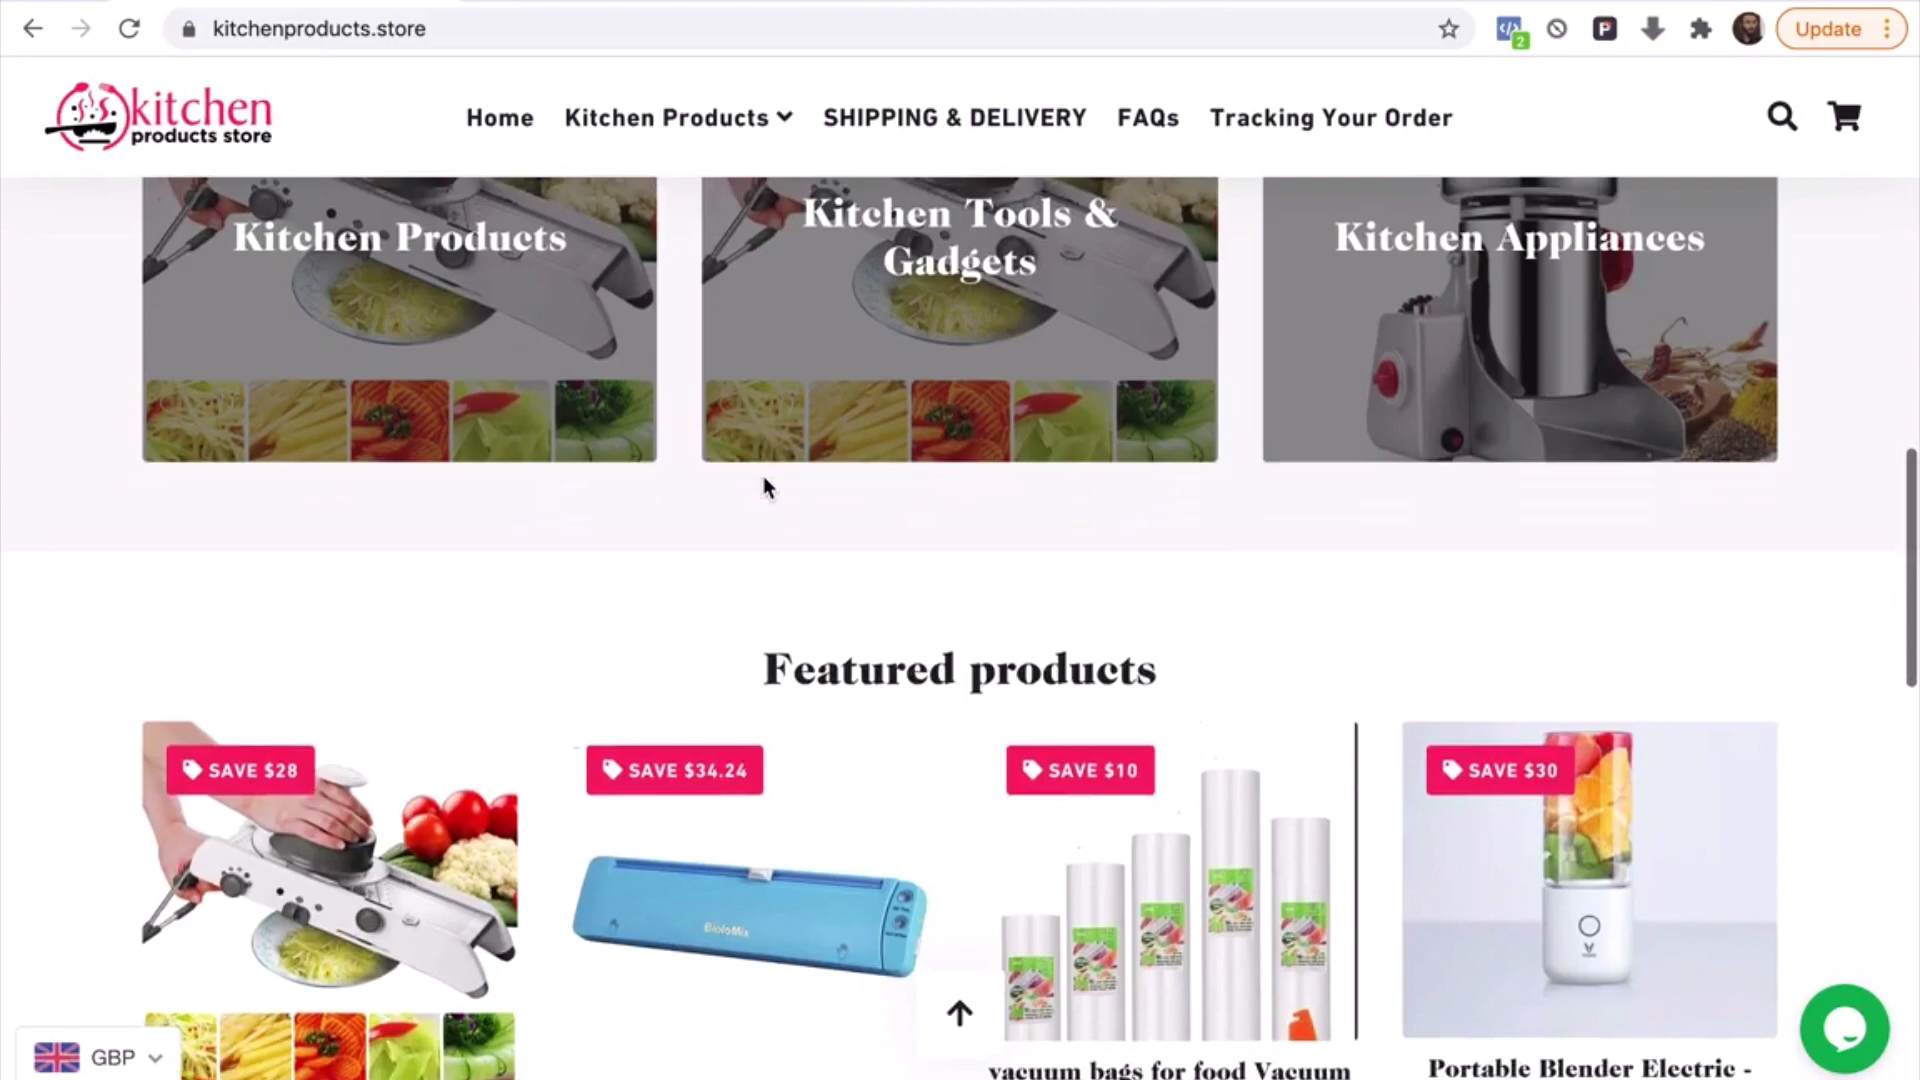 kitchenproducts.store
2
P
Update
kitchen
products store
Home
Kitchen Products
SHIPPING & DELIVERY
FAQs
Tracking Your Order
Kitchen Products
Kitchen Tools &
Gadgets
Kitchen Appliances
Featured products
SAVE $28
SAVE $34.24
SAVE $10
SAVE $30
BioloMix
vacuum bags for food Vacuum
Portable Blender Electric -
GBP